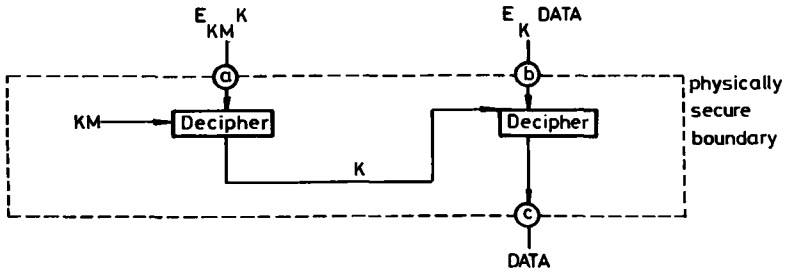 E KM K
E K DATA
a
b
physically
secure
boundary
KM
Decipher
Decipher
K
c
DATA